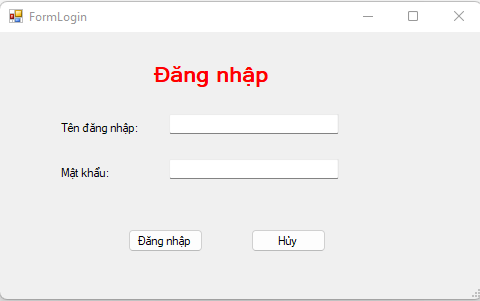 FormLogin
Đăng nhập
Tên đăng nhập:
Mật khẩu:
Đăng nhập
Hủy